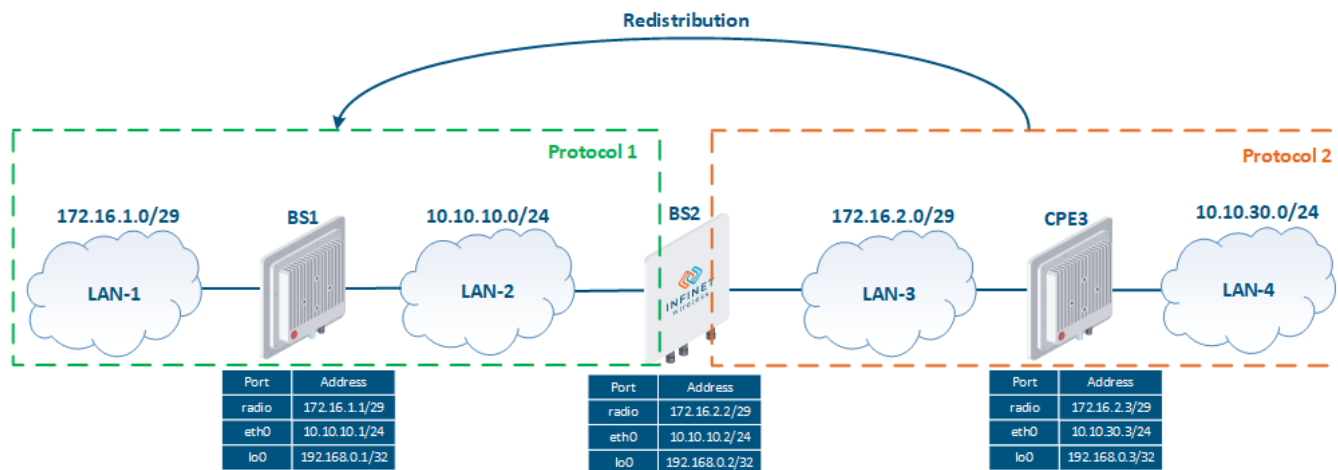 Redistribution
Protocol 1
Protocol 2
172.16.1.0/29
BS1
10.10.10.0/24
BS2
172.16.2.0/29
CPE3
10.10.30.0/24
LAN-1
LAN-2
INFINET
wireless
LAN-3
LAN-4
Port Address
radio 172.16.1.1/29
eth0 10.10.10.1/24
lo0 192.168.0.1/32
Port Address
radio 172.16.2.2/29
eth0 10.10.10.2/24
lo0 192.168.0.2/32
Port Address
radio 172.16.2.3/29
eth0 10.10.30.3/24
lo0 192.168.0.3/32